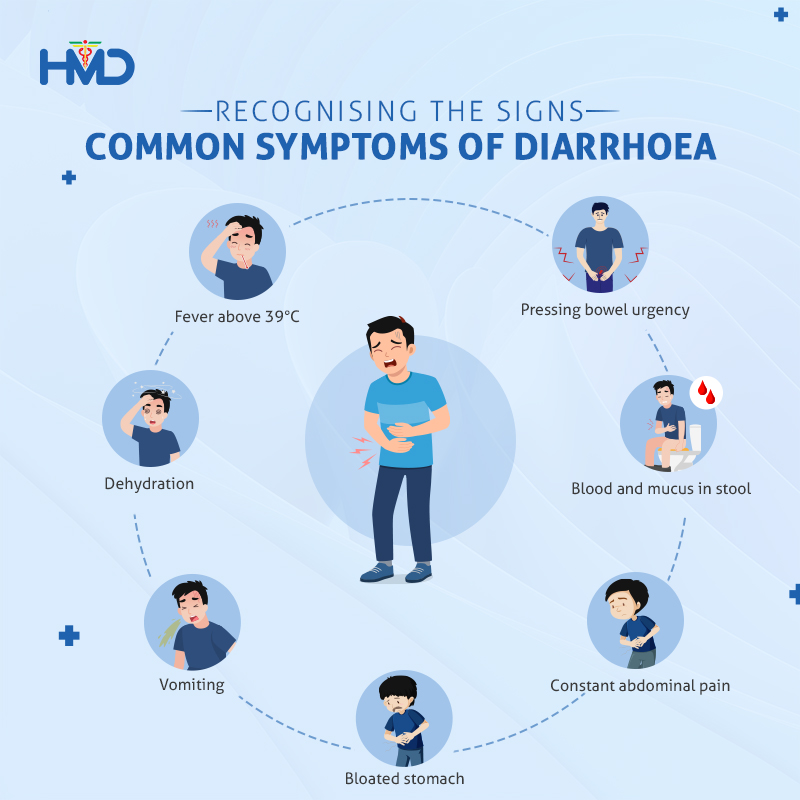 HMD
RECOGNISING THE SIGNS
COMMON SYMPTOMS OF DIARRHOEA
Fever above 39°C
Pressing bowel urgency
Dehydration
Blood and mucus in stool
Vomiting
Constant abdominal pain
Bloated stomach